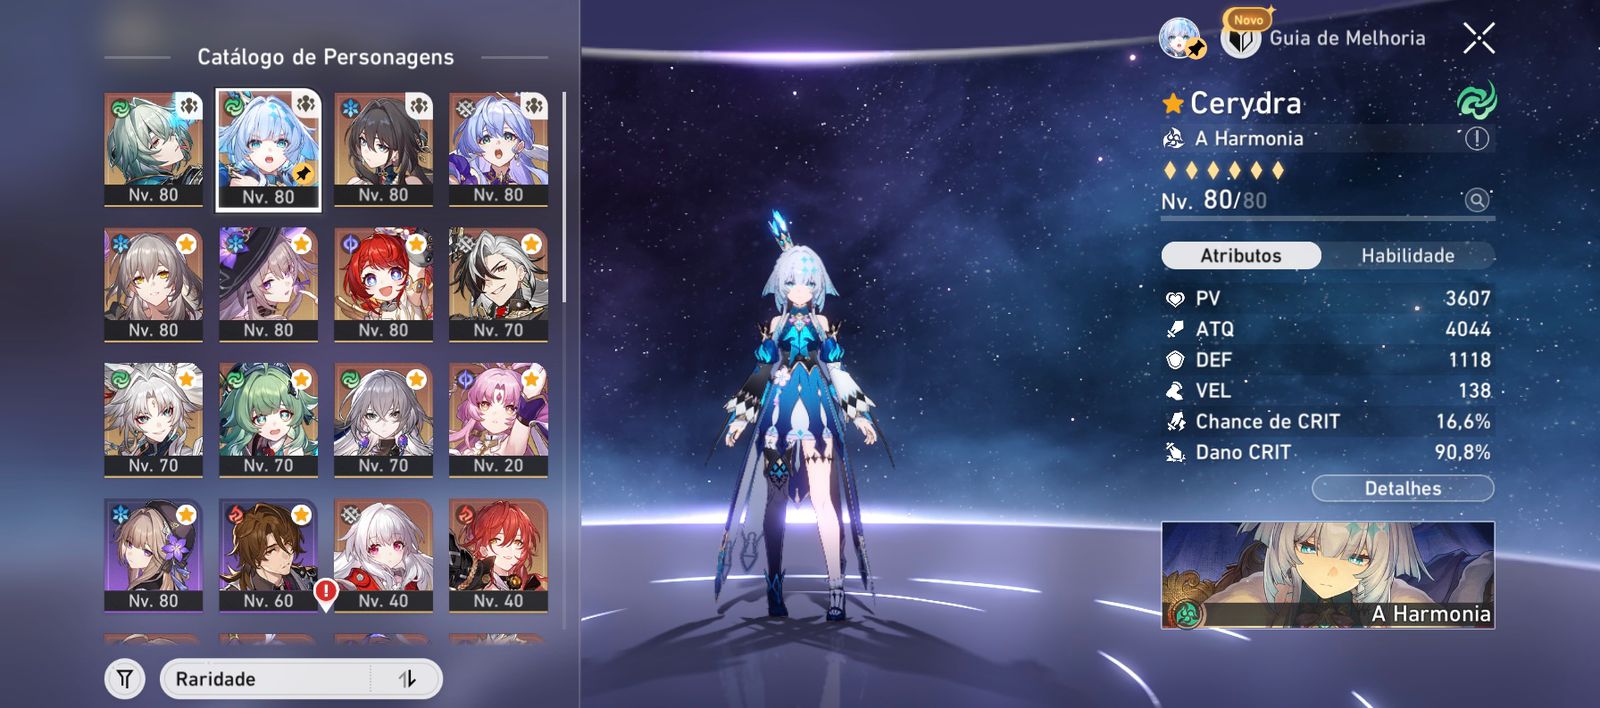 Catálogo de Personagens
Nv. 80
Nv. 80
Nv. 80
Nv. 80
Nv. 80
Nv. 80
Nv. 80
Nv. 70
Nv. 70
Nv. 70
Nv. 70
Nv. 20
Nv. 80
Nv. 60
Nv. 40
Nv. 40
Raridade
Novo
Guia de Melhoria
Cerydra
A Harmonia
Nv. 80/80
Atributos Habilidade
PV 3607
ATQ 4044
DEF 1118
VEL 138
Chance de CRIT 16,6%
Dano CRIT 90,8%
Detalhes
A Harmonia